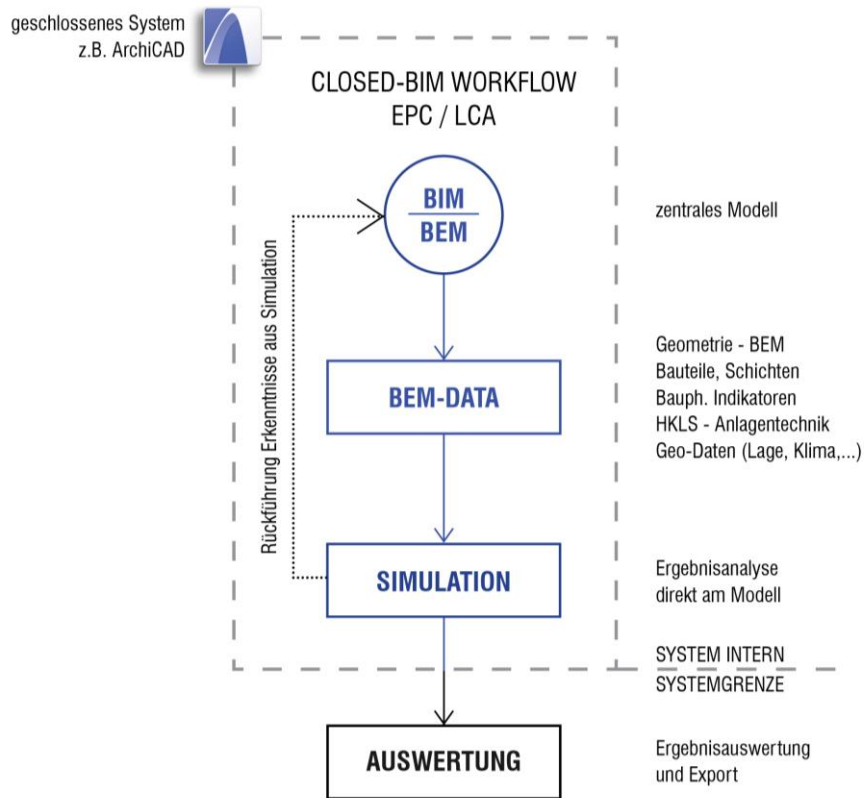 geschlossenes System
z.B. ArchiCAD
CLOSED-BIM WORKFLOW
EPC / LCA
BIM
BEM
zentrales Modell
Rückführung Erkenntnisse aus Simulation
BEM-DATA
Geometrie - BEM
Bauteile, Schichten
Bauph. Indikatoren
HKLS - Anlagentechnik
Geo-Daten (Lage, Klima,...)
SIMULATION
Ergebnisanalyse
direkt am Modell
SYSTEM INTERN
SYSTEMGRENZE
AUSWERTUNG
Ergebnisauswertung
und Export